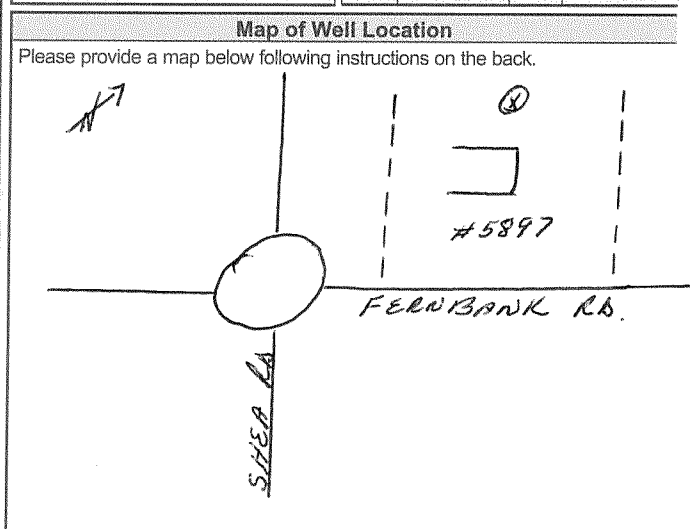 Map of Well Location
Please provide a map below following instructions on the back.
N
X
#5897
FERNBANK RD.
SHEA RD